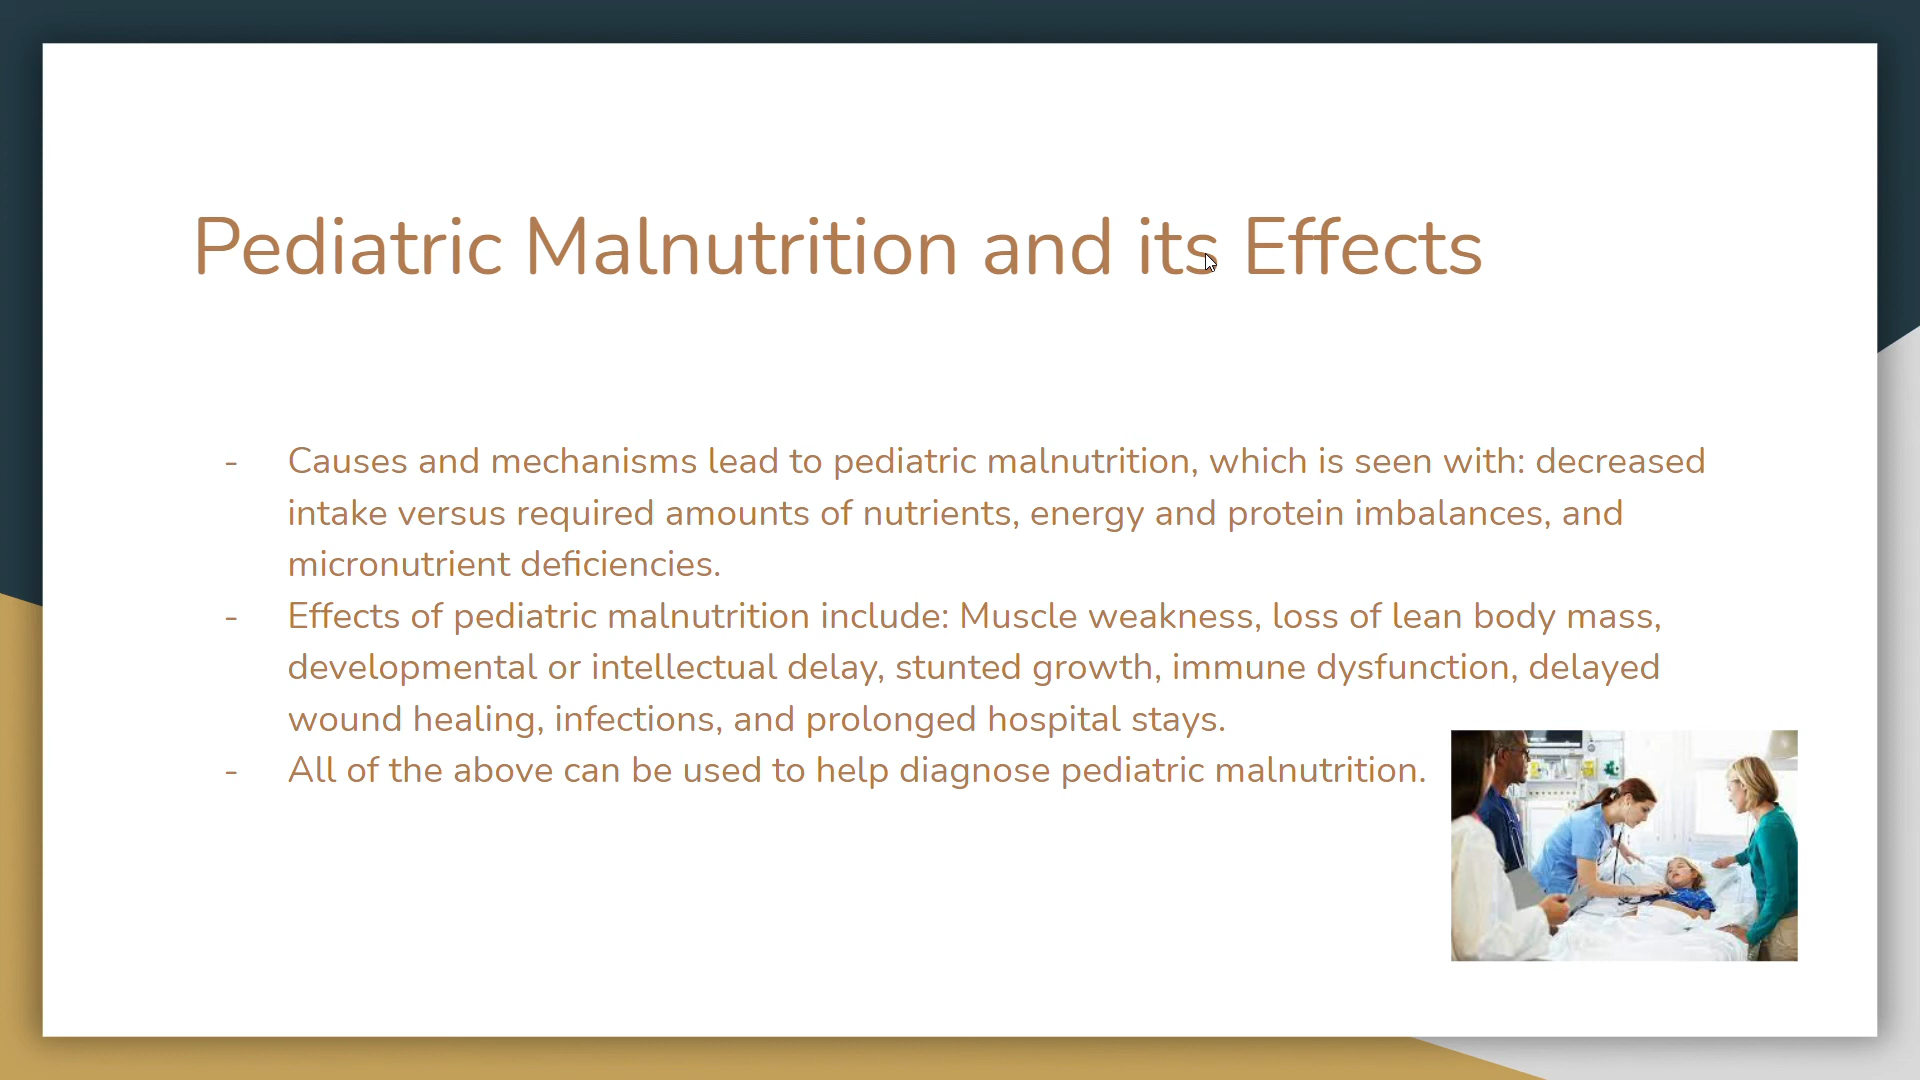 Pediatric Malnutrition and its Effects
- Causes and mechanisms lead to pediatric malnutrition, which is seen with: decreased
intake versus required amounts of nutrients, energy and protein imbalances, and
micronutrient deficiencies.
- Effects of pediatric malnutrition include: Muscle weakness, loss of lean body mass,
developmental or intellectual delay, stunted growth, immune dysfunction, delayed
wound healing, infections, and prolonged hospital stays.
- All of the above can be used to help diagnose pediatric malnutrition.